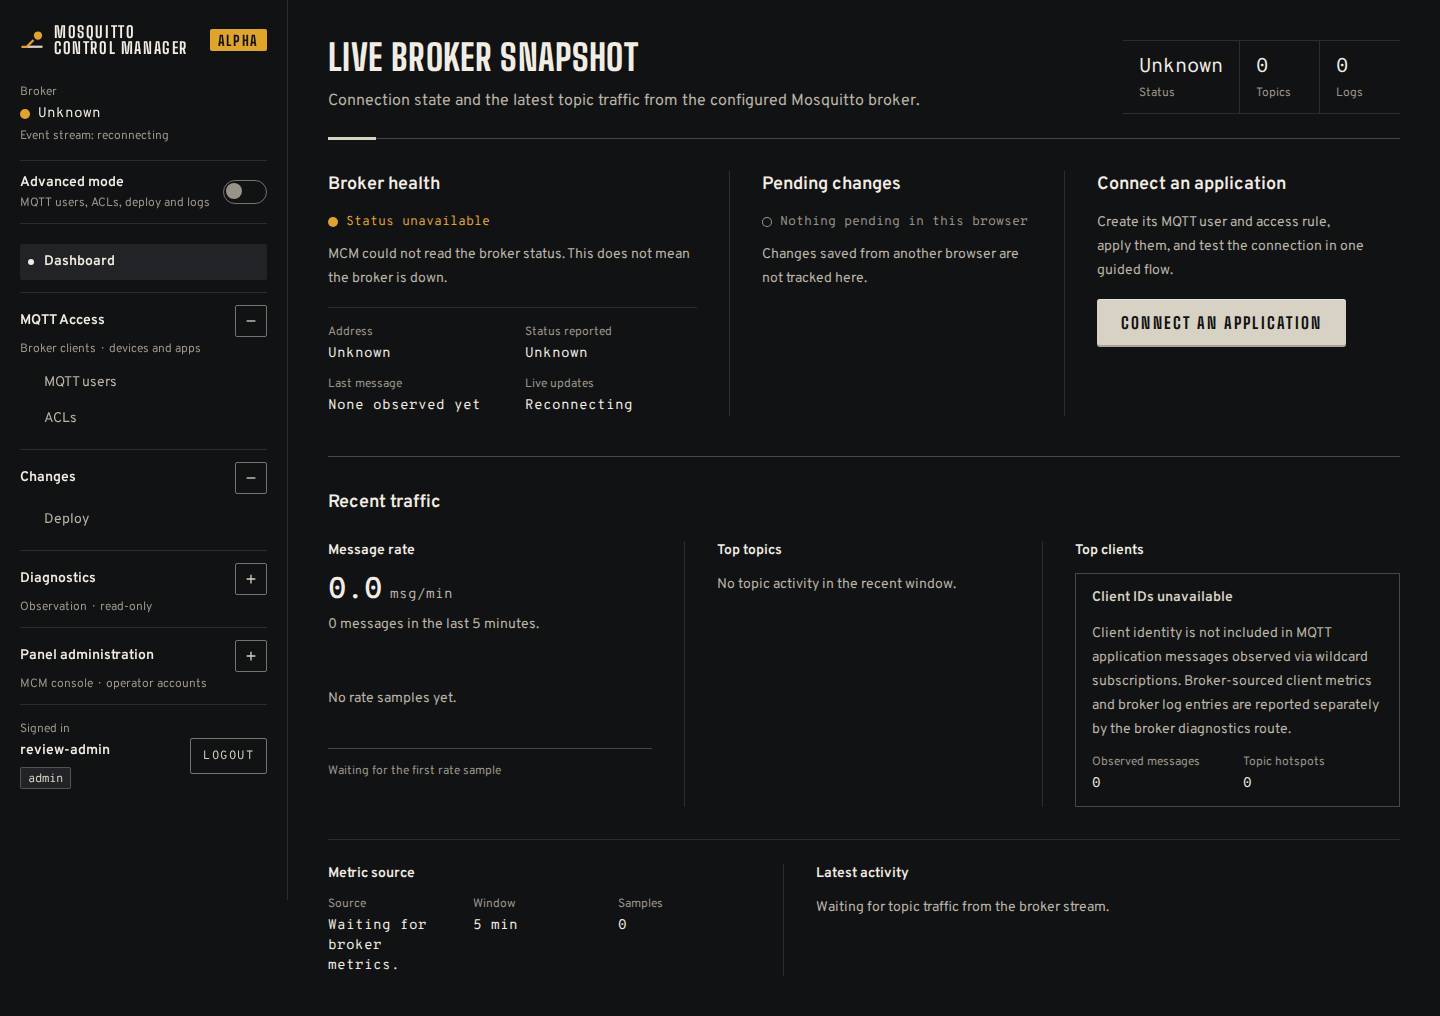 MOSQUITTO
CONTROL MANAGER
ALPHA
Broker
Unknown
Event stream: reconnecting
Advanced mode
MQTT users, ACLs, deploy and logs
Dashboard
MQTT Access
Broker clients · devices and apps
MQTT users
ACLs
Changes
Deploy
Diagnostics
Observation · read-only
Panel administration
MCM console · operator accounts
Signed in
review-admin
admin
LOGOUT
LIVE BROKER SNAPSHOT
Connection state and the latest topic traffic from the configured Mosquitto broker.
Unknown
Status
0
Topics
0
Logs
Broker health
Status unavailable
MCM could not read the broker status. This does not mean
the broker is down.
Address
Unknown
Status reported
Unknown
Last message
None observed yet
Live updates
Reconnecting
Pending changes
Nothing pending in this browser
Changes saved from another browser are
not tracked here.
Connect an application
Create its MQTT user and access rule,
apply them, and test the connection in one
guided flow.
CONNECT AN APPLICATION
Recent traffic
Message rate
0.0 msg/min
0 messages in the last 5 minutes.
No rate samples yet.
Waiting for the first rate sample
Top topics
No topic activity in the recent window.
Top clients
Client IDs unavailable
Client identity is not included in MQTT
application messages observed via wildcard
subscriptions. Broker-sourced client metrics
and broker log entries are reported separately
by the broker diagnostics route.
Observed messages
0
Topic hotspots
0
Metric source
Source
Waiting for
broker
metrics.
Window
5 min
Samples
0
Latest activity
Waiting for topic traffic from the broker stream.